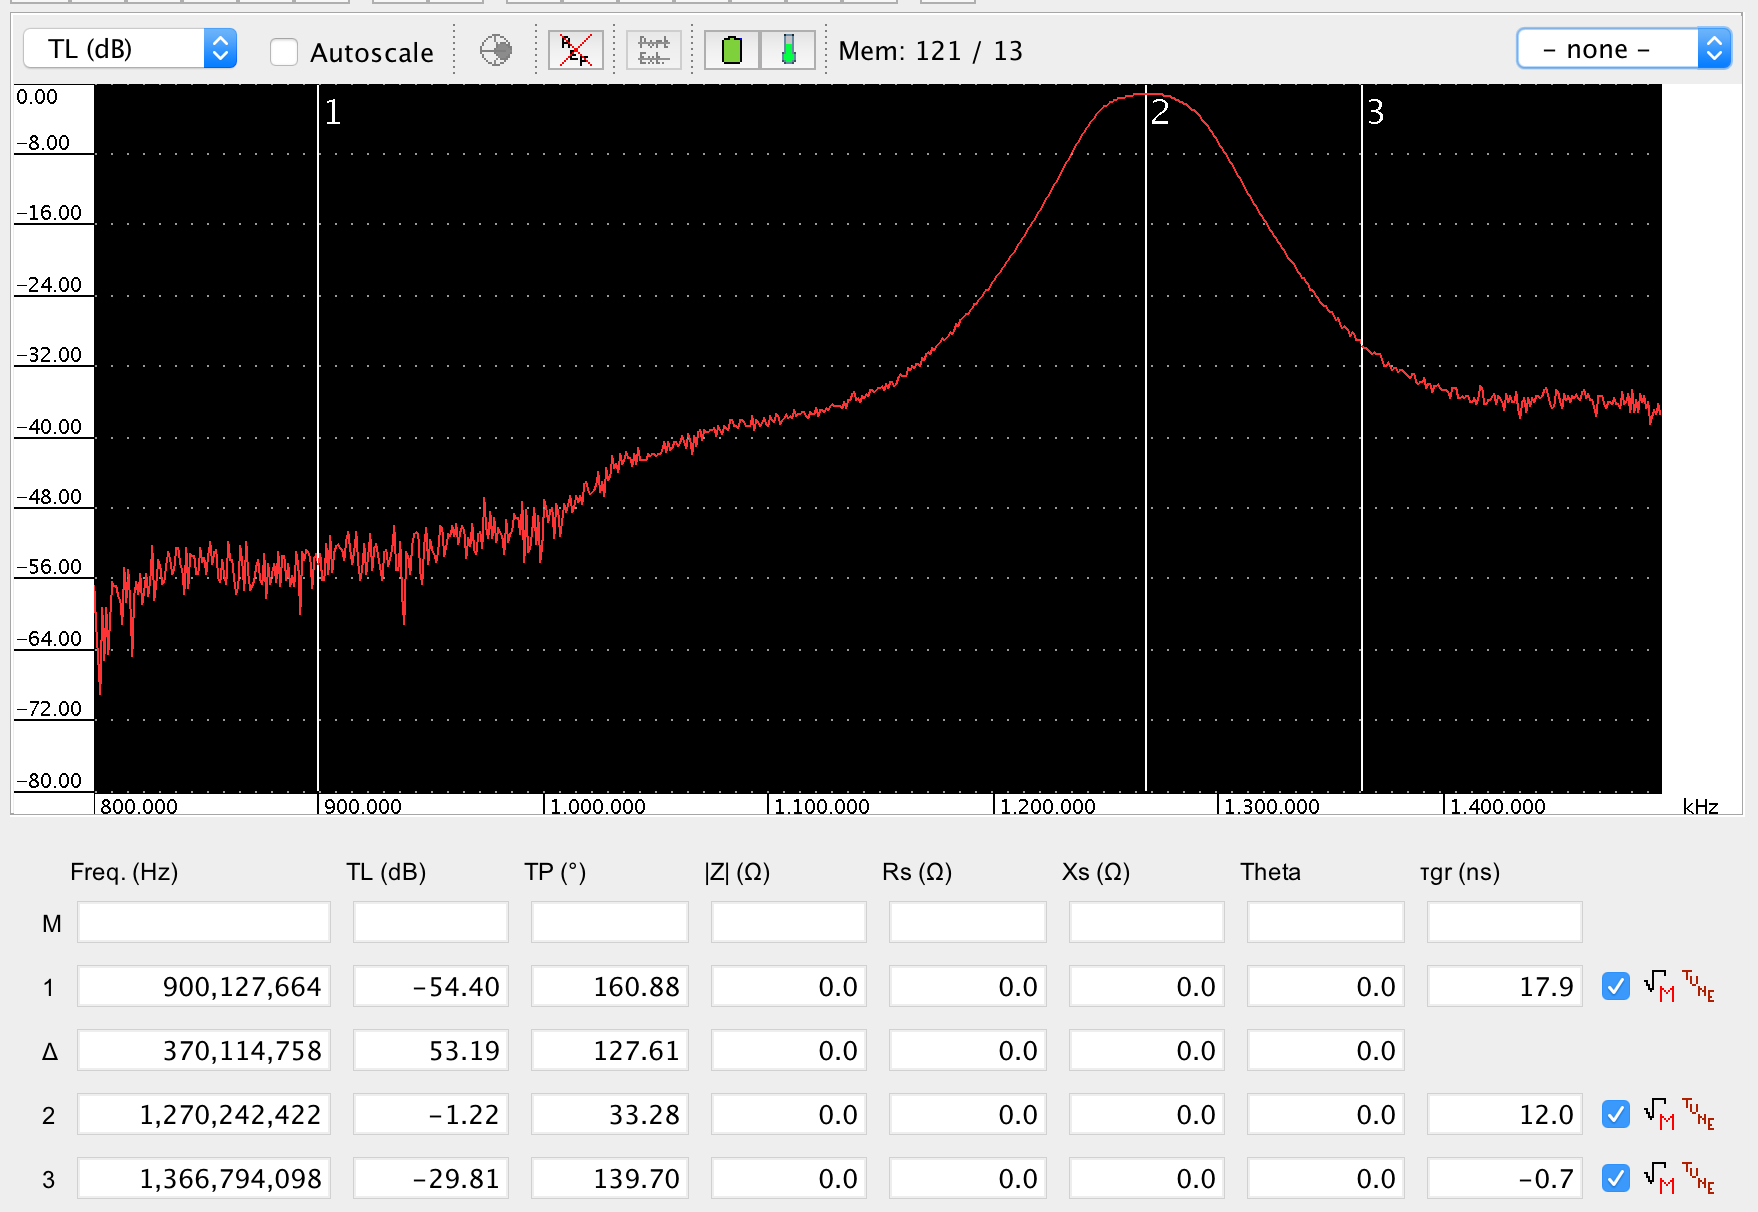 TL (dB) Autoscale REF Port Ext. Mem: 121 / 13 – none –
0.00
1 2 3
−8.00
−16.00
−24.00
−32.00
−40.00
−48.00
−56.00
−64.00
−72.00
−80.00
800.000 900.000 1.000.000 1.100.000 1.200.000 1.300.000 1.400.000 kHz
Freq. (Hz) TL (dB) TP (°) |Z| (Ω) Rs (Ω) Xs (Ω) Theta τgr (ns)
M
1 900,127,664 −54.40 160.88 0.0 0.0 0.0 0.0 17.9 √M TUNE
Δ 370,114,758 53.19 127.61 0.0 0.0 0.0 0.0
2 1,270,242,422 −1.22 33.28 0.0 0.0 0.0 0.0 12.0 √M TUNE
3 1,366,794,098 −29.81 139.70 0.0 0.0 0.0 0.0 −0.7 √M TUNE